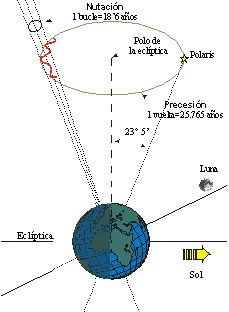 Nutación
1 bucle=18'6 años
Polo de
la eclíptica
Polaris
Precesión
1 vuelta=25.765 años
23º 5'
Luna
Eclíptica
Sol